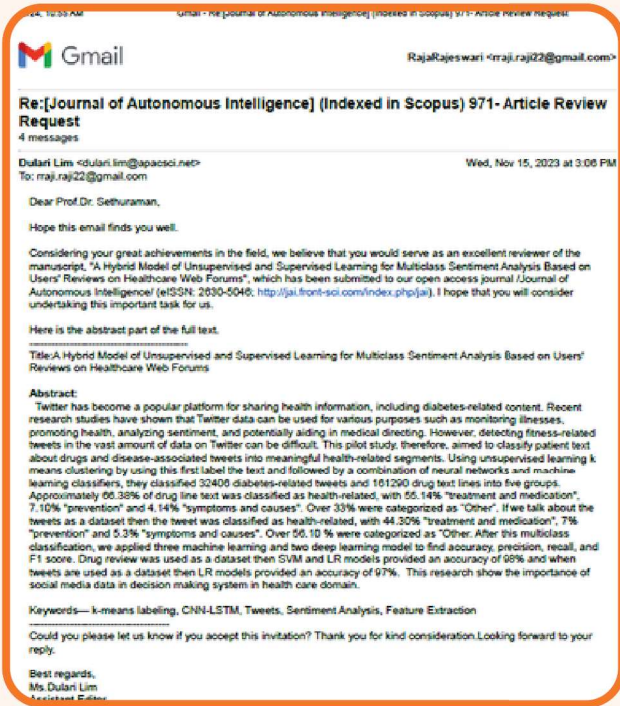 24, 10:55 AM Gmail - Re:[Journal of Autonomous Intelligence] (Indexed in Scopus) 971- Article Review Request
Gmail
RajaRajeswari <rraji.raji22@gmail.com>
Re:[Journal of Autonomous Intelligence] (Indexed in Scopus) 971- Article Review
Request
4 messages
Dulari Lim <dulari.lim@apacsci.net> Wed, Nov 15, 2023 at 3:06 PM
To: rraji.raji22@gmail.com
Dear Prof.Dr. Sethuraman,
Hope this email finds you well.
Considering your great achievements in the field, we believe that you would serve as an excellent reviewer of the
manuscript, "A Hybrid Model of Unsupervised and Supervised Learning for Multiclass Sentiment Analysis Based on
Users' Reviews on Healthcare Web Forums", which has been submitted to our open access journal /Journal of
Autonomous Intelligence/ (eISSN: 2630-5046; http://jai.front-sci.com/index.php/jai). I hope that you will consider
undertaking this important task for us.
Here is the abstract part of the full text.
Title:A Hybrid Model of Unsupervised and Supervised Learning for Multiclass Sentiment Analysis Based on Users'
Reviews on Healthcare Web Forums
Abstract:
Twitter has become a popular platform for sharing health information, including diabetes-related content. Recent
research studies have shown that Twitter data can be used for various purposes such as monitoring illnesses,
promoting health, analyzing sentiment, and potentially aiding in medical directing. However, detecting fitness-related
tweets in the vast amount of data on Twitter can be difficult. This pilot study, therefore, aimed to classify patient text
about drugs and disease-associated tweets into meaningful health-related segments. Using unsupervised learning k
means clustering by using this first label the text and followed by a combination of neural networks and machine
learning classifiers, they classified 32406 diabetes-related tweets and 161290 drug text lines into five groups.
Approximately 66.38% of drug line text was classified as health-related, with 55.14% "treatment and medication",
7.10% "prevention" and 4.14% "symptoms and causes". Over 33% were categorized as "Other". If we talk about the
tweets as a dataset then the tweet was classified as health-related, with 44.30% "treatment and medication", 7%
"prevention" and 5.3% "symptoms and causes". Over 56.10 % were categorized as "Other. After this multiclass
classification, we applied three machine learning and two deep learning model to find accuracy, precision, recall, and
F1 score. Drug review was used as a dataset then SVM and LR models provided an accuracy of 98% and when
tweets are used as a dataset then LR models provided an accuracy of 97%. This research show the importance of
social media data in decision making system in health care domain.
Keywords— k-means labeling, CNN-LSTM, Tweets, Sentiment Analysis, Feature Extraction
Could you please let us know if you accept this invitation? Thank you for kind consideration.Looking forward to your
reply.
Best regards,
Ms.Dulari Lim
Assistant Editor